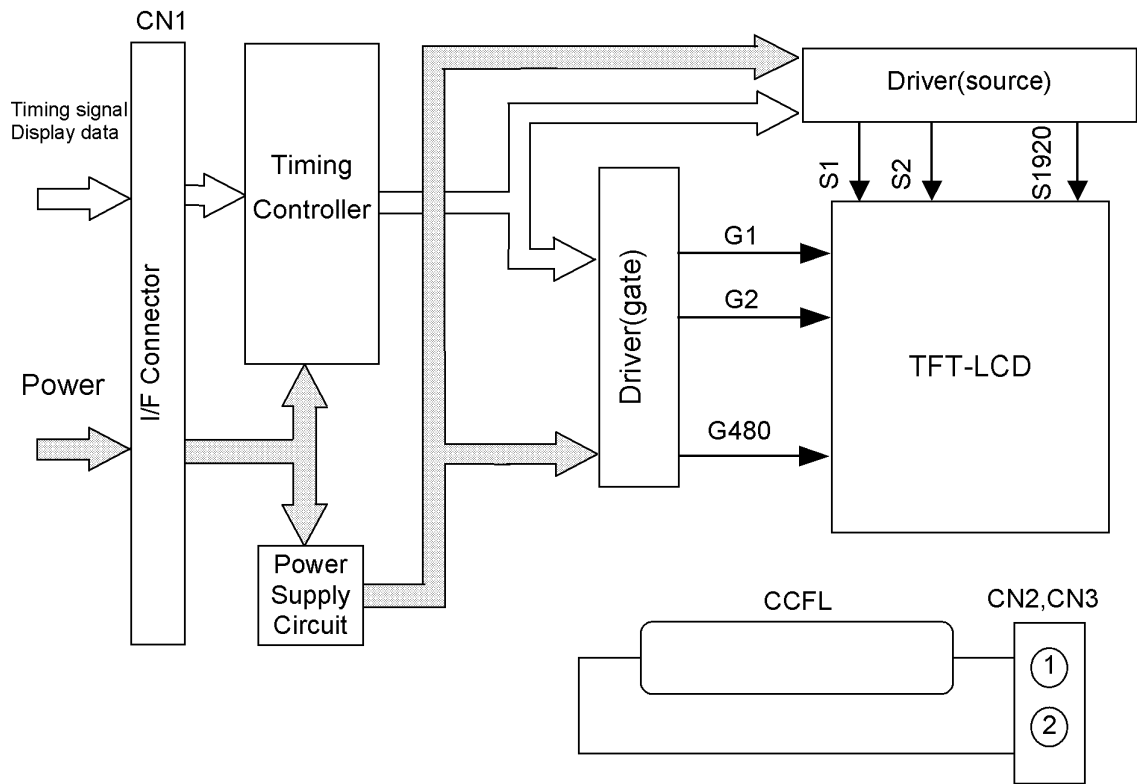 CN1
Timing signal
Display data
Power
I/F Connector
Timing
Controller
Power
Supply
Circuit
Driver(source)
S1
S2
S1920
Driver(gate)
G1
G2
G480
TFT-LCD
CCFL
CN2,CN3
1
2